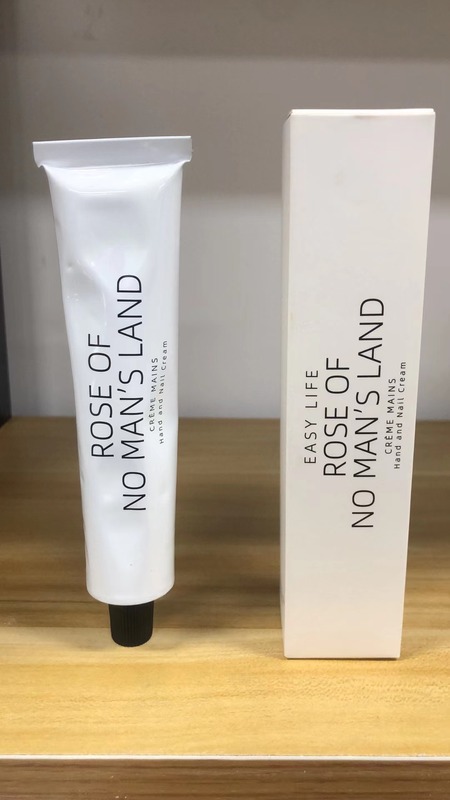 ROSE OF
NO MAN'S LAND
CRÈME MAINS
Hand and Nail Cream
EASY LIFE
ROSE OF
NO MAN'S LAND
CRÈME MAINS
Hand and Nail Cream